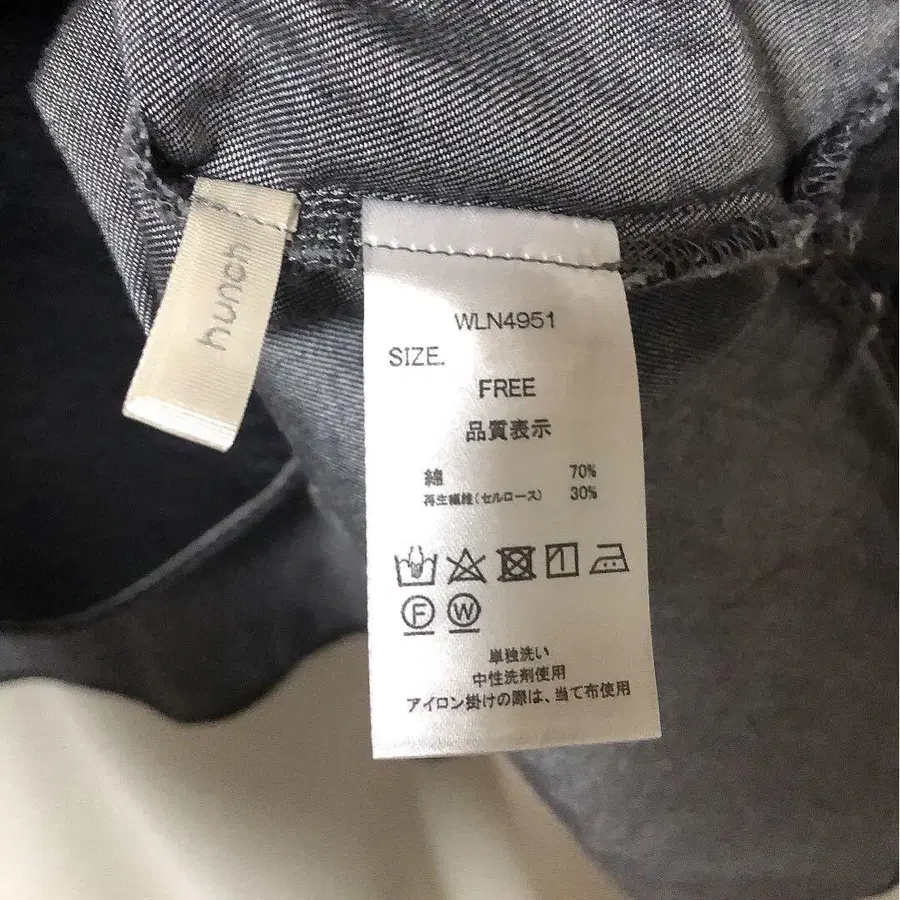 hunch
WLN4951
SIZE.
FREE
品質表示
綿 70%
再生繊維(セルロース) 30%
F W
単独洗い
中性洗剤使用
アイロン掛けの際は、当て布使用